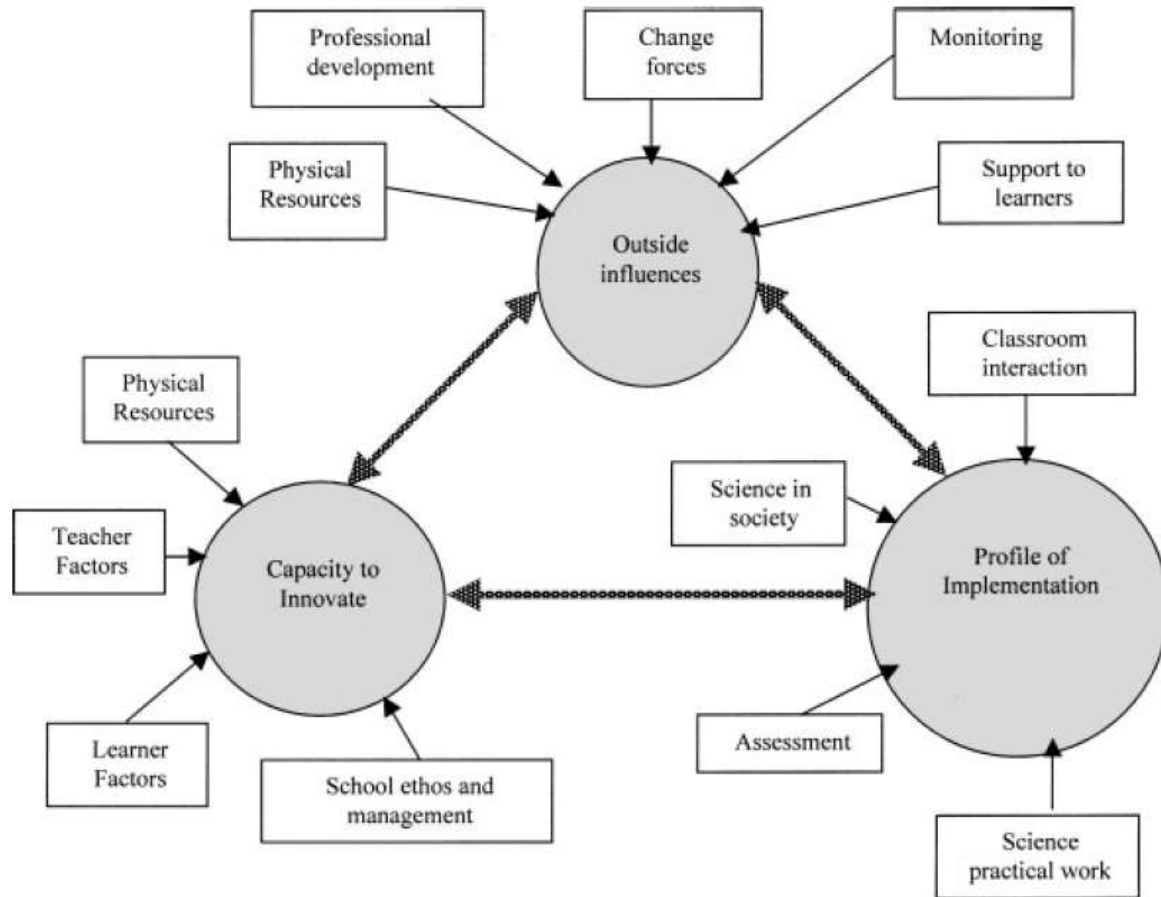 Professional
development
Change
forces
Monitoring
Physical
Resources
Support to
learners
Outside
influences
Classroom
interaction
Physical
Resources
Science in
society
Teacher
Factors
Capacity to
Innovate
Profile of
Implementation
Learner
Factors
School ethos and
management
Assessment
Science
practical work